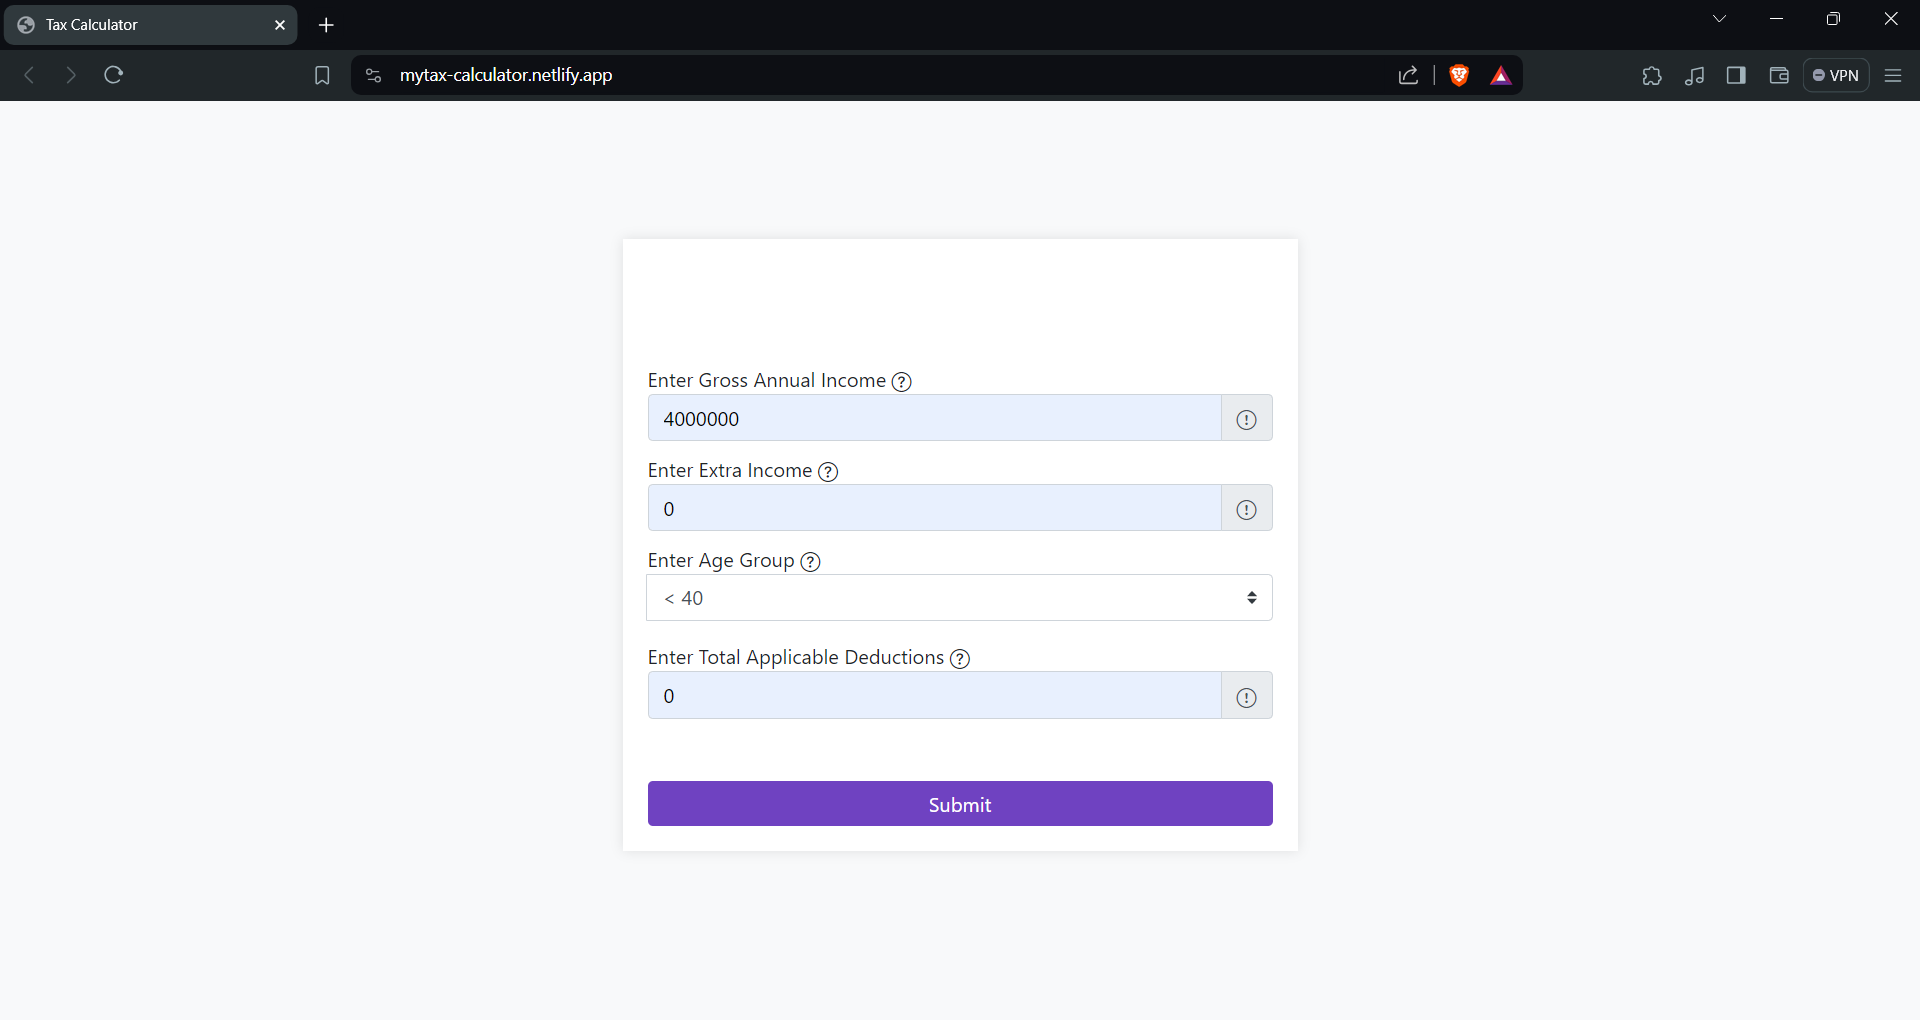 Tax Calculator
mytax-calculator.netlify.app
VPN
Enter Gross Annual Income ?
4000000 !
Enter Extra Income ?
0 !
Enter Age Group ?
< 40
Enter Total Applicable Deductions ?
0 !
Submit